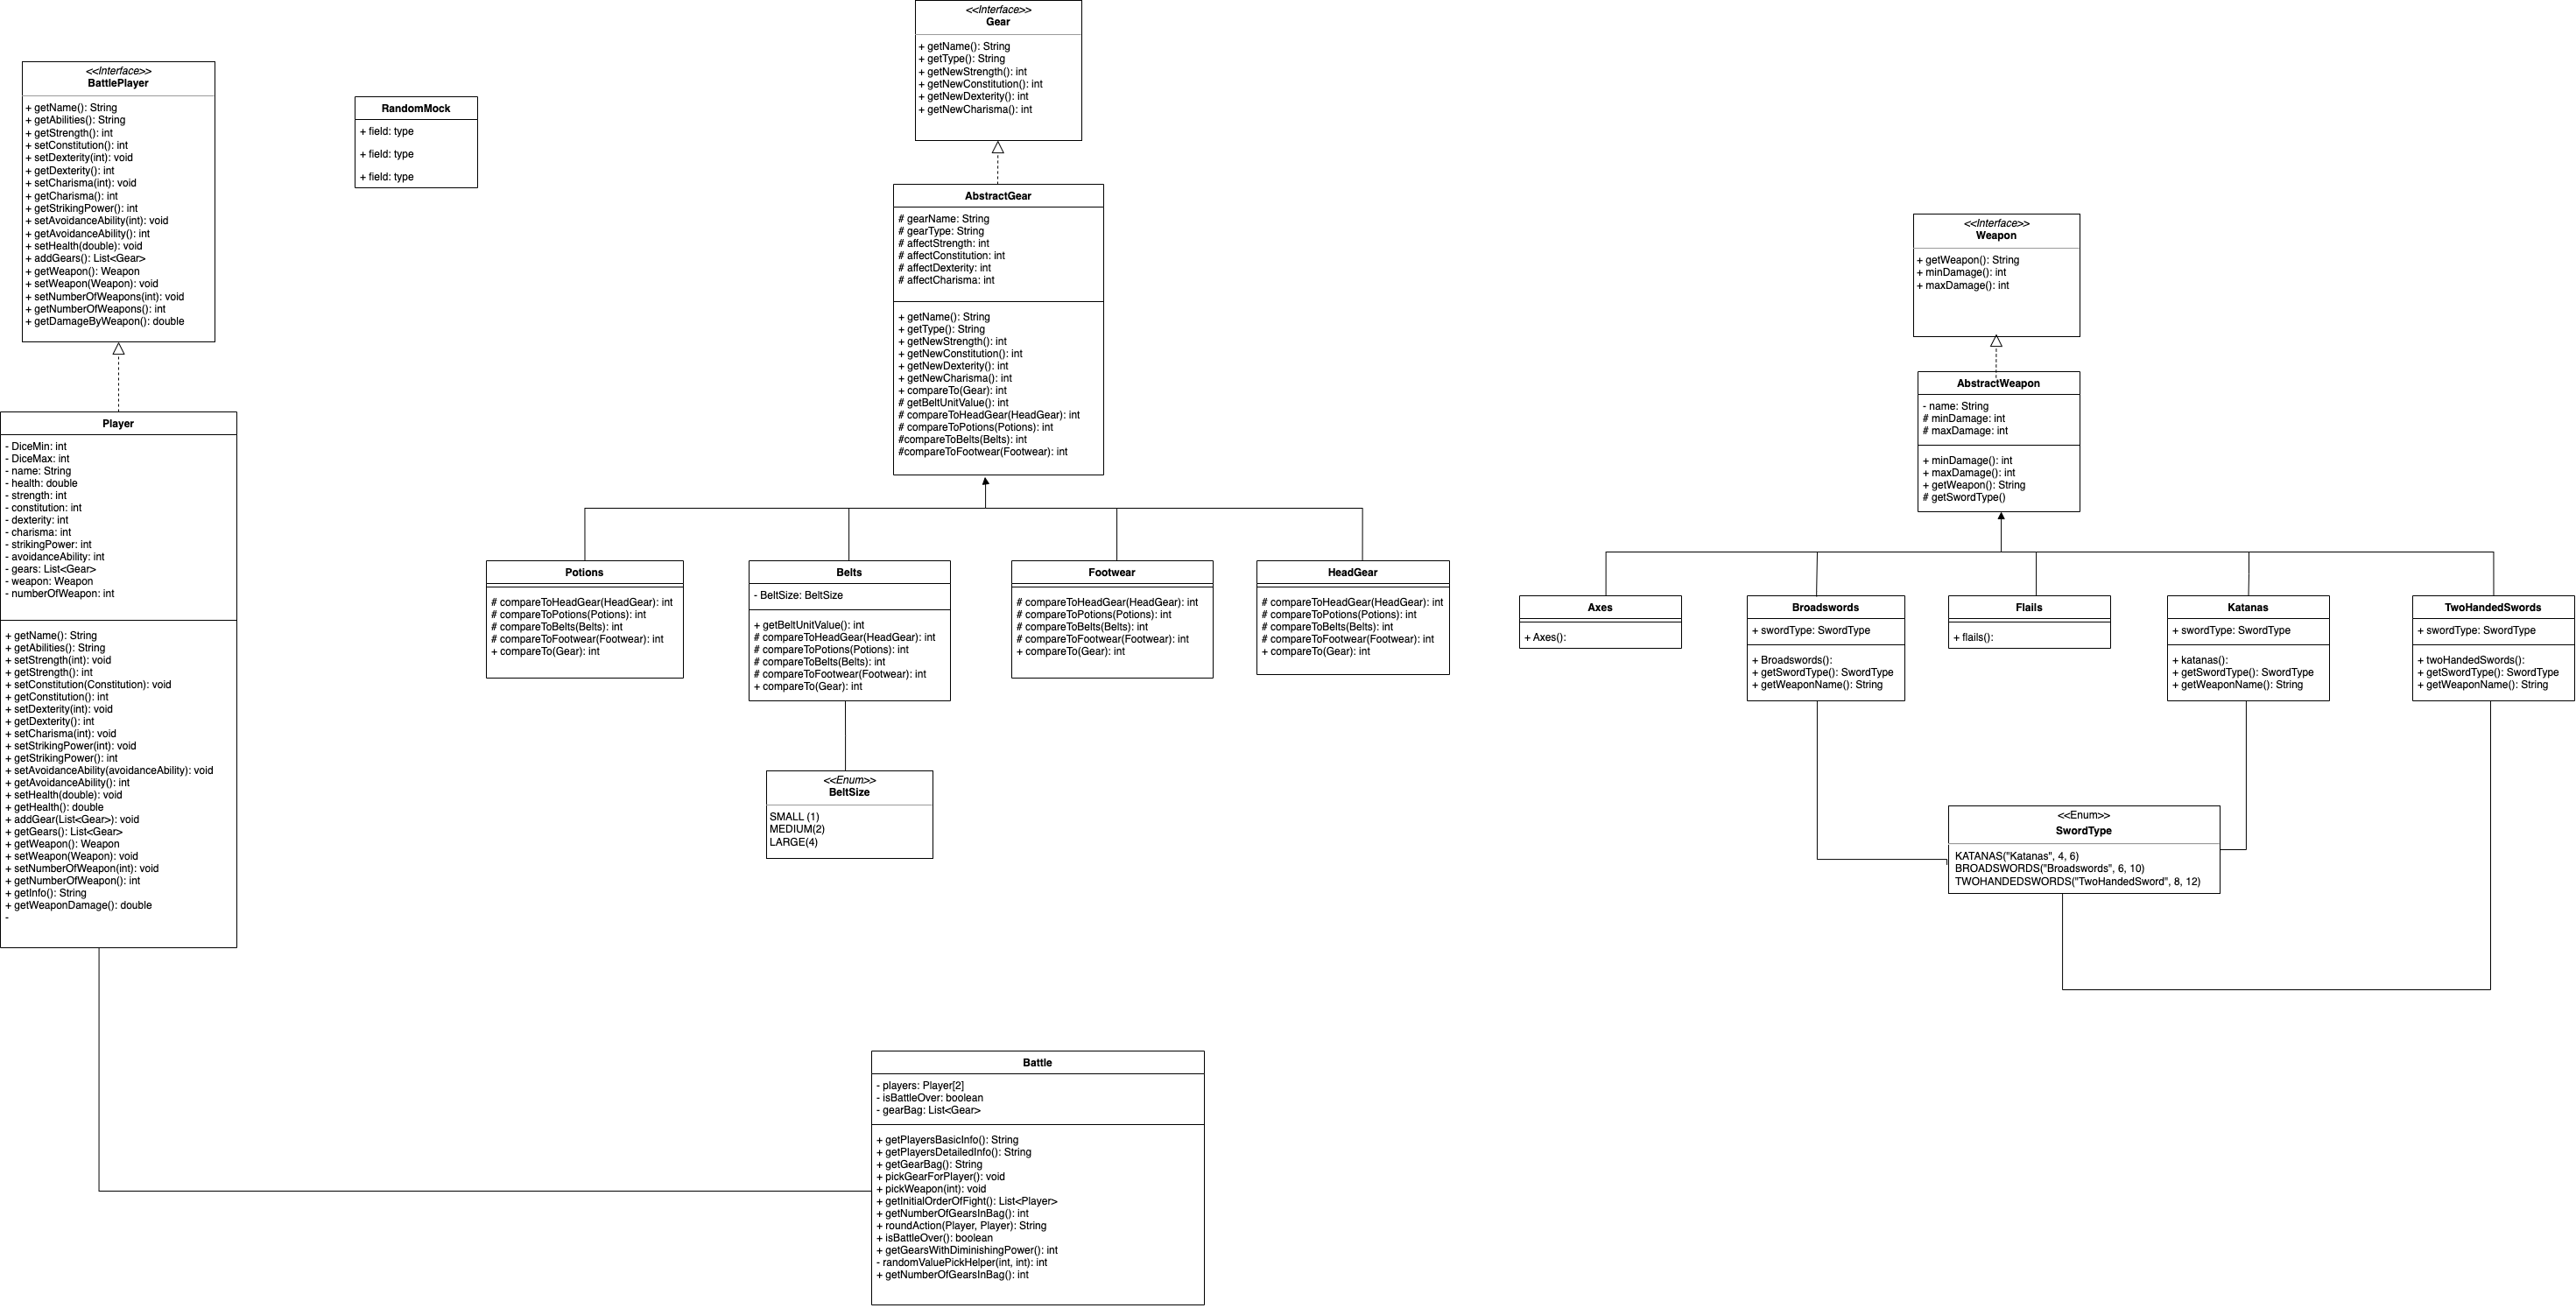 <<Interface>>
BattlePlayer
+ getName(): String
+ getAbilities(): String
+ getStrength(): int
+ setConstitution(): int
+ setDexterity(int): void
+ getDexterity(): int
+ setCharisma(int): void
+ getCharisma(): int
+ getStrikingPower(): int
+ setAvoidanceAbility(int): void
+ getAvoidanceAbility(): int
+ setHealth(double): void
+ addGears(): List<Gear>
+ getWeapon(): Weapon
+ setWeapon(Weapon): void
+ setNumberOfWeapons(int): void
+ getNumberOfWeapons(): int
+ getDamageByWeapon(): double
Player
- DiceMin: int
- DiceMax: int
- name: String
- health: double
- strength: int
- constitution: int
- dexterity: int
- charisma: int
- strikingPower: int
- avoidanceAbility: int
- gears: List<Gear>
- weapon: Weapon
- numberOfWeapon: int
+ getName(): String
+ getAbilities(): String
+ setStrength(int): void
+ getStrength(): int
+ setConstitution(Constitution): void
+ getConstitution(): int
+ setDexterity(int): void
+ getDexterity(): int
+ setCharisma(int): void
+ setStrikingPower(int): void
+ getStrikingPower(): int
+ setAvoidanceAbility(avoidanceAbility): void
+ getAvoidanceAbility(): int
+ setHealth(double): void
+ getHealth(): double
+ addGear(List<Gear>): void
+ getGears(): List<Gear>
+ getWeapon(): Weapon
+ setWeapon(Weapon): void
+ setNumberOfWeapon(int): void
+ getNumberOfWeapon(): int
+ getInfo(): String
+ getWeaponDamage(): double
-
RandomMock
+ field: type
+ field: type
+ field: type
<<Interface>>
Gear
+ getName(): String
+ getType(): String
+ getNewStrength(): int
+ getNewConstitution(): int
+ getNewDexterity(): int
+ getNewCharisma(): int
AbstractGear
# gearName: String
# gearType: String
# affectStrength: int
# affectConstitution: int
# affectDexterity: int
# affectCharisma: int
+ getName(): String
+ getType(): String
+ getNewStrength(): int
+ getNewConstitution(): int
+ getNewDexterity(): int
+ getNewCharisma(): int
+ compareTo(Gear): int
# getBeltUnitValue(): int
# compareToHeadGear(HeadGear): int
# compareToPotions(Potions): int
#compareToBelts(Belts): int
#compareToFootwear(Footwear): int
Potions
# compareToHeadGear(HeadGear): int
# compareToPotions(Potions): int
# compareToBelts(Belts): int
# compareToFootwear(Footwear): int
+ compareTo(Gear): int
Belts
- BeltSize: BeltSize
+ getBeltUnitValue(): int
# compareToHeadGear(HeadGear): int
# compareToPotions(Potions): int
# compareToBelts(Belts): int
# compareToFootwear(Footwear): int
+ compareTo(Gear): int
Footwear
# compareToHeadGear(HeadGear): int
# compareToPotions(Potions): int
# compareToBelts(Belts): int
# compareToFootwear(Footwear): int
+ compareTo(Gear): int
HeadGear
# compareToHeadGear(HeadGear): int
# compareToPotions(Potions): int
# compareToBelts(Belts): int
# compareToFootwear(Footwear): int
+ compareTo(Gear): int
<<Enum>>
BeltSize
SMALL (1)
MEDIUM(2)
LARGE(4)
<<Interface>>
Weapon
+ getWeapon(): String
+ minDamage(): int
+ maxDamage(): int
AbstractWeapon
- name: String
# minDamage: int
# maxDamage: int
+ minDamage(): int
+ maxDamage(): int
+ getWeapon(): String
# getSwordType()
Axes
+ Axes():
Broadswords
+ swordType: SwordType
+ Broadswords():
+ getSwordType(): SwordType
+ getWeaponName(): String
Flails
+ flails():
Katanas
+ swordType: SwordType
+ katanas():
+ getSwordType(): SwordType
+ getWeaponName(): String
TwoHandedSwords
+ swordType: SwordType
+ twoHandedSwords():
+ getSwordType(): SwordType
+ getWeaponName(): String
<<Enum>>
SwordType
KATANAS("Katanas", 4, 6)
BROADSWORDS("Broadswords", 6, 10)
TWOHANDEDSWORDS("TwoHandedSword", 8, 12)
Battle
- players: Player[2]
- isBattleOver: boolean
- gearBag: List<Gear>
+ getPlayersBasicInfo(): String
+ getPlayersDetailedInfo(): String
+ getGearBag(): String
+ pickGearForPlayer(): void
+ pickWeapon(int): void
+ getInitialOrderOfFight(): List<Player>
+ getNumberOfGearsInBag(): int
+ roundAction(Player, Player): String
+ isBattleOver(): boolean
+ getGearsWithDiminishingPower(): int
- randomValuePickHelper(int, int): int
+ getNumberOfGearsInBag(): int